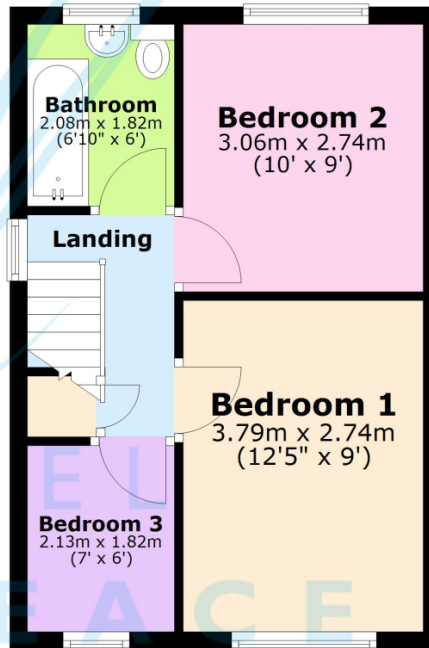 Bathroom
2.08m x 1.82m
(6'10" x 6')
Bedroom 2
3.06m x 2.74m
(10' x 9')
Landing
Bedroom 1
3.79m x 2.74m
(12'5" x 9')
Bedroom 3
2.13m x 1.82m
(7' x 6')